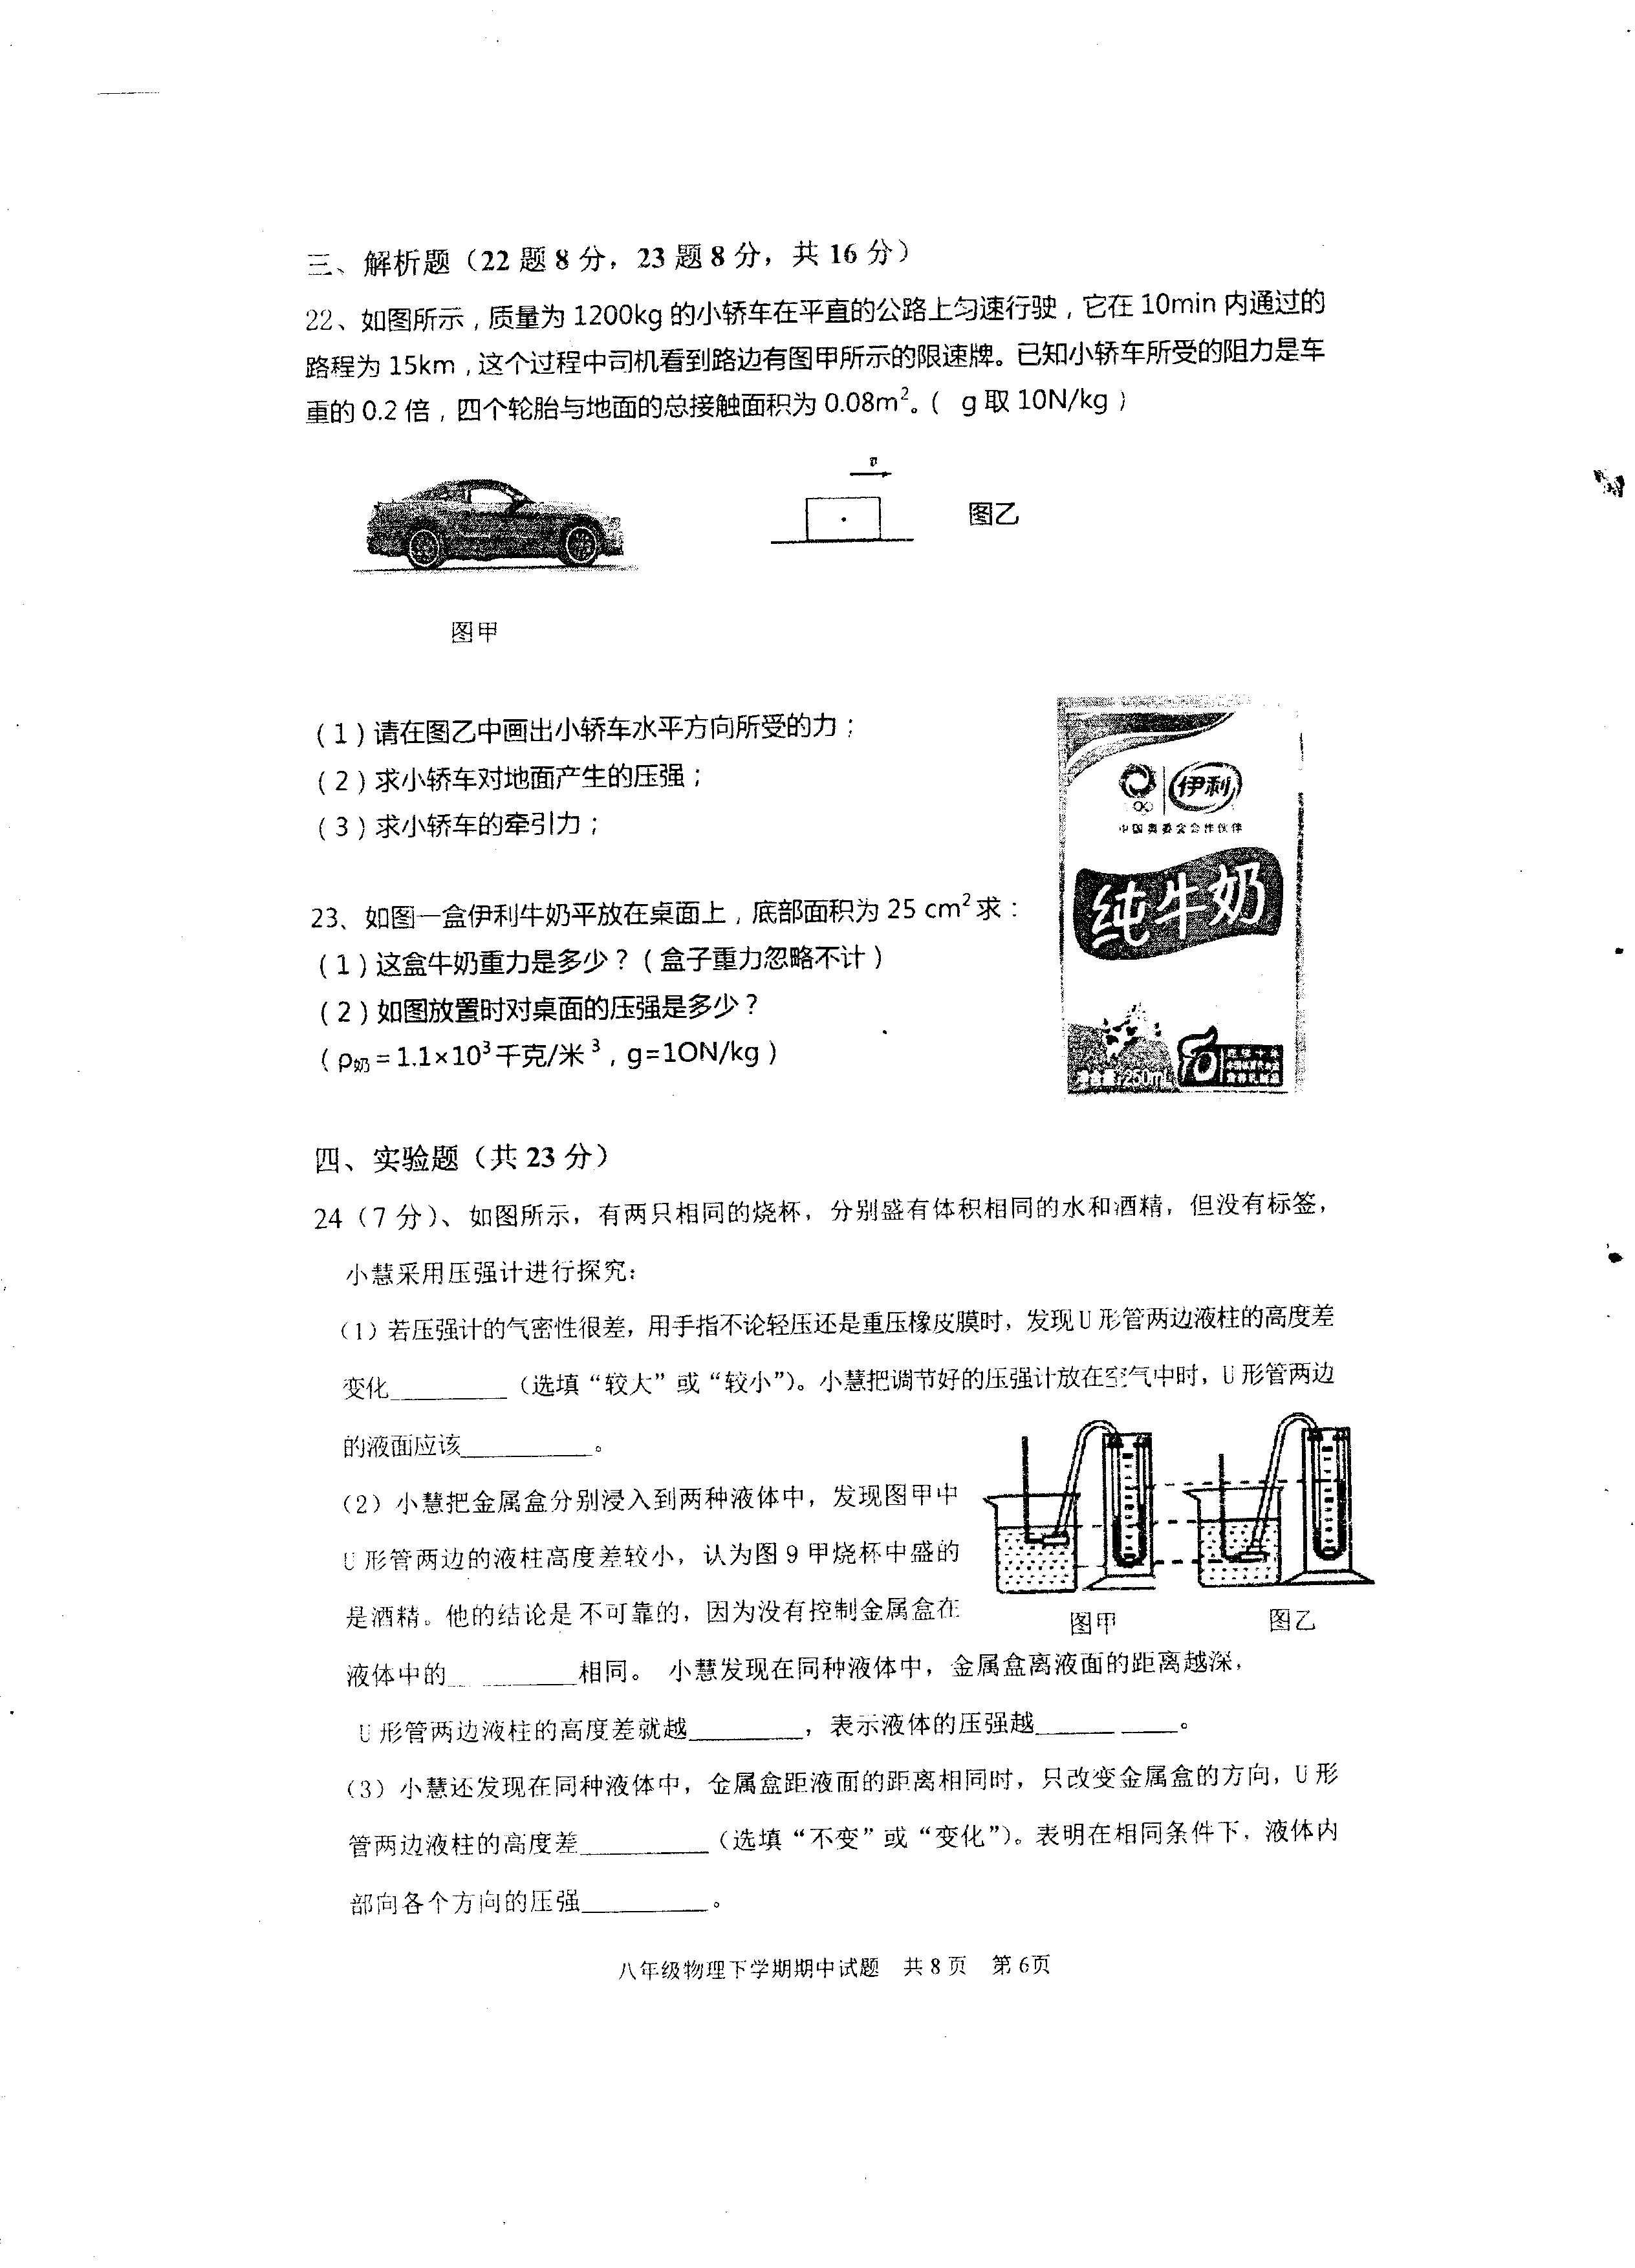 三、解析题（22 题 8 分，23 题 8 分，共 16 分）
22、如图所示，质量为 1200kg 的小轿车在平直的公路上匀速行驶，它在 10min 内通过的
路程为 15km，这个过程中司机看到路边有图甲所示的限速牌。已知小轿车所受的阻力是车
重的 0.2 倍，四个轮胎与地面的总接触面积为 0.08m²。（ g 取 10N/kg ）
v
图乙
图甲
（1）请在图乙中画出小轿车水平方向所受的力；
（2）求小轿车对地面产生的压强；
（3）求小轿车的牵引力；
伊利
中国奥委会合作伙伴
纯牛奶
净含量:250mL
23、如图一盒伊利牛奶平放在桌面上，底部面积为 25 cm²求：
（1）这盒牛奶重力是多少？（盒子重力忽略不计）
（2）如图放置时对桌面的压强是多少？
（ρ奶＝1.1×10³千克/米³，g=1ON/kg）
四、实验题（共 23 分）
24（7 分）、如图所示，有两只相同的烧杯，分别盛有体积相同的水和酒精，但没有标签，
小慧采用压强计进行探究：
（1）若压强计的气密性很差，用手指不论轻压还是重压橡皮膜时，发现 U 形管两边液柱的高度差
变化________（选填“较大”或“较小”）。小慧把调节好的压强计放在空气中时，U 形管两边
的液面应该________。
（2）小慧把金属盒分别浸入到两种液体中，发现图甲中
U 形管两边的液柱高度差较小，认为图 9 甲烧杯中盛的
是酒精。他的结论是不可靠的，因为没有控制金属盒在
液体中的________相同。 小慧发现在同种液体中，金属盒离液面的距离越深，
U 形管两边液柱的高度差就越________，表示液体的压强越________。
图甲
图乙
（3）小慧还发现在同种液体中，金属盒距液面的距离相同时，只改变金属盒的方向，U 形
管两边液柱的高度差________（选填“不变”或“变化”）。表明在相同条件下，液体内
部向各个方向的压强________。
八年级物理下学期期中试题 共 8 页 第 6页